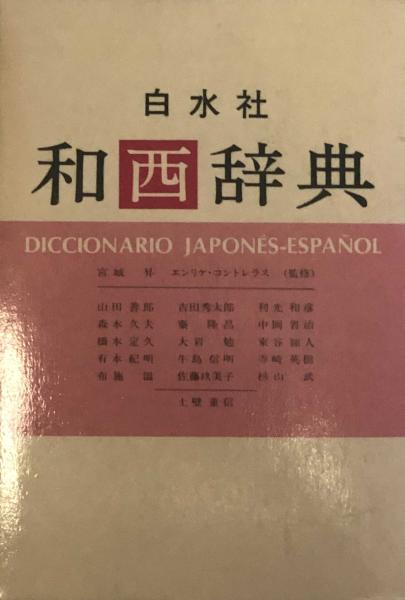 白水社
和西辞典
DICCIONARIO JAPONÊS-ESPAÑOL
宮城 昇 エンリケ・コントレラス (監修)
山田善郎 吉田秀太郎 利光和彦
森本久夫 秦 隆昌 中岡省治
橋本定久 大岩 勉 東谷穎人
有本紀明 牛島信明 寺崎英樹
布施 温 佐藤玖美子 杉山 武
土屋重信